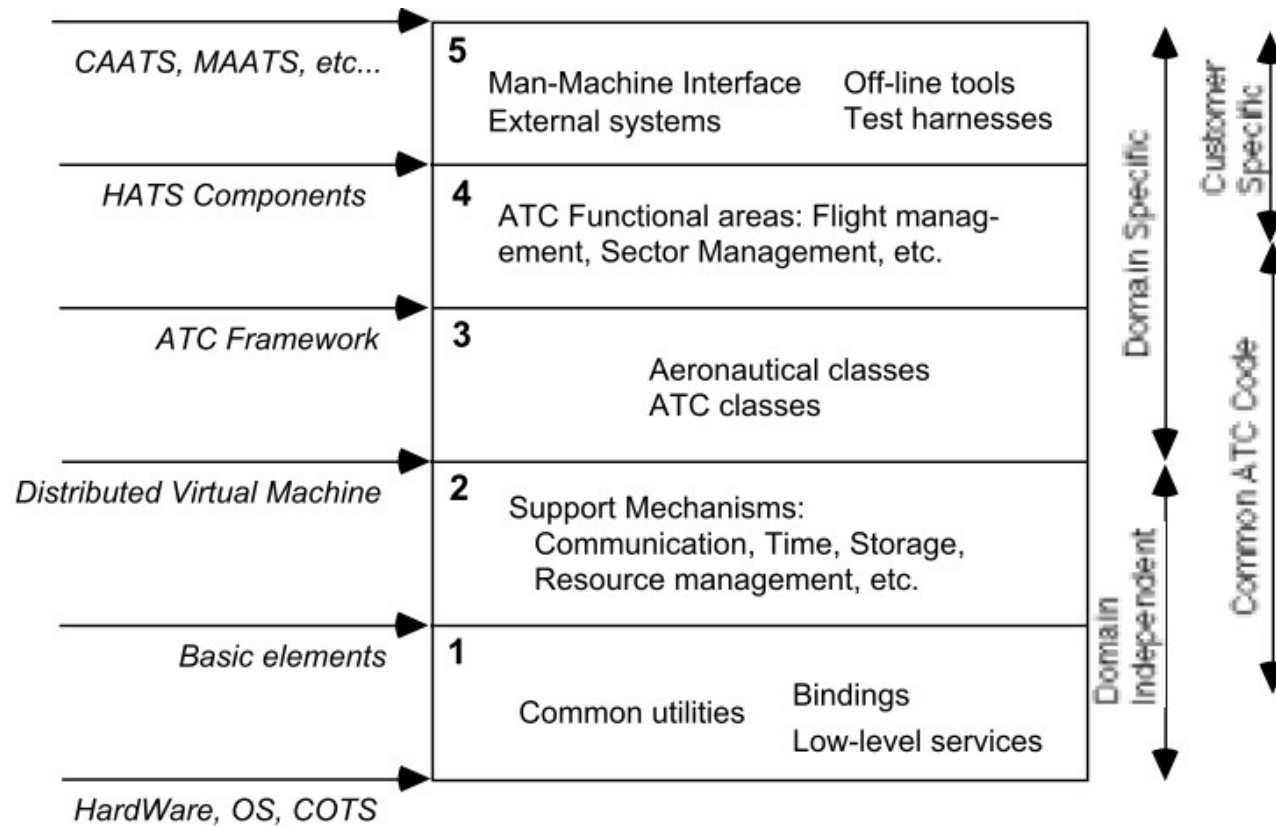 CAATS, MAATS, etc...
5
Man-Machine Interface
External systems
Off-line tools
Test harnesses
HATS Components
4
ATC Functional areas: Flight manag-
ement, Sector Management, etc.
ATC Framework
3
Aeronautical classes
ATC classes
Distributed Virtual Machine
2
Support Mechanisms:
Communication, Time, Storage,
Resource management, etc.
Basic elements
1
Common utilities
Bindings
Low-level services
HardWare, OS, COTS
Domain Specific
Domain
Independent
Customer
Specific
Common ATC Code